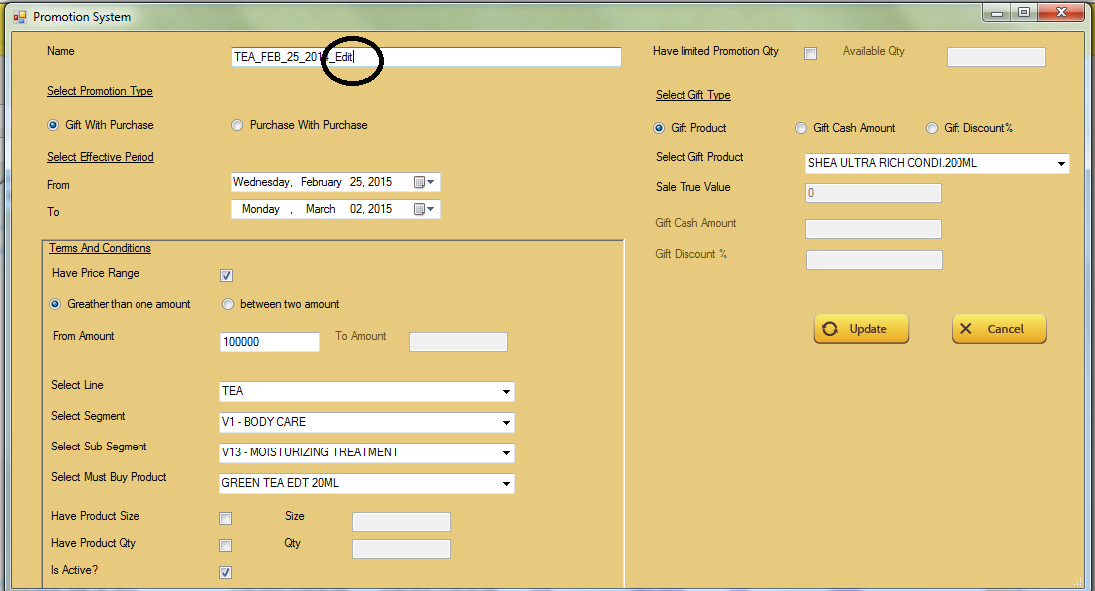 Promotion System
Name
Have limited Promotion Qty
Available Qty
Select Promotion Type
Select Gift Type
Gift With Purchase
Purchase With Purchase
Gif: Product
Gift Cash Amount
Gif: Discount%
Select Effective Period
Select Gift Product
SHEA ULTRA RICH CONDI.200ML
From
Wednesday, February 25, 2015
Sale True Value
0
To
Monday , March 02, 2015
Gift Cash Amount
Gift Discount %
Terms And Conditions
Have Price Range
Greather than one amount
between two amount
From Amount
100000
To Amount
Update
Cancel
Select Line
TEA
Select Segment
V1 - BODY CARE
Select Sub Segment
V13 - MOISTURIZING TREATMENT
Select Must Buy Product
GREEN TEA EDT 20ML
Have Product Size
Size
Have Product Qty
Qty
Is Active?